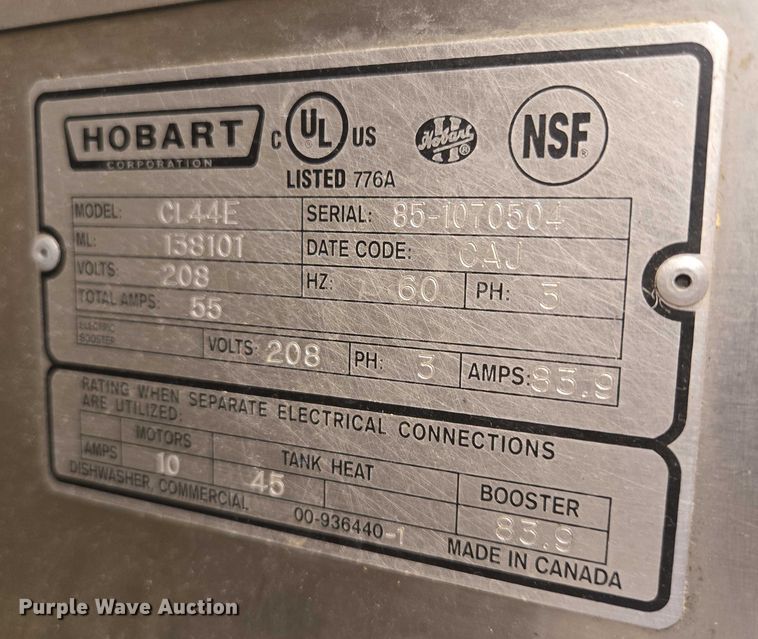 HOBART
CORPORATION
C UL US
LISTED 776A
Hobart
NSF
MODEL: CL44E SERIAL: 85-1070504
ML: 138101 DATE CODE: CAJ
VOLTS: 208 HZ: 60 PH: 3
TOTAL AMPS: 55
ELECTRIC BOOSTER VOLTS: 208 PH: 3 AMPS: 83.9
RATING WHEN SEPARATE ELECTRICAL CONNECTIONS
ARE UTILIZED:
MOTORS TANK HEAT BOOSTER
AMPS 10 45 83.9
DISHWASHER, COMMERCIAL 00-936440-1 MADE IN CANADA
Purple Wave Auction